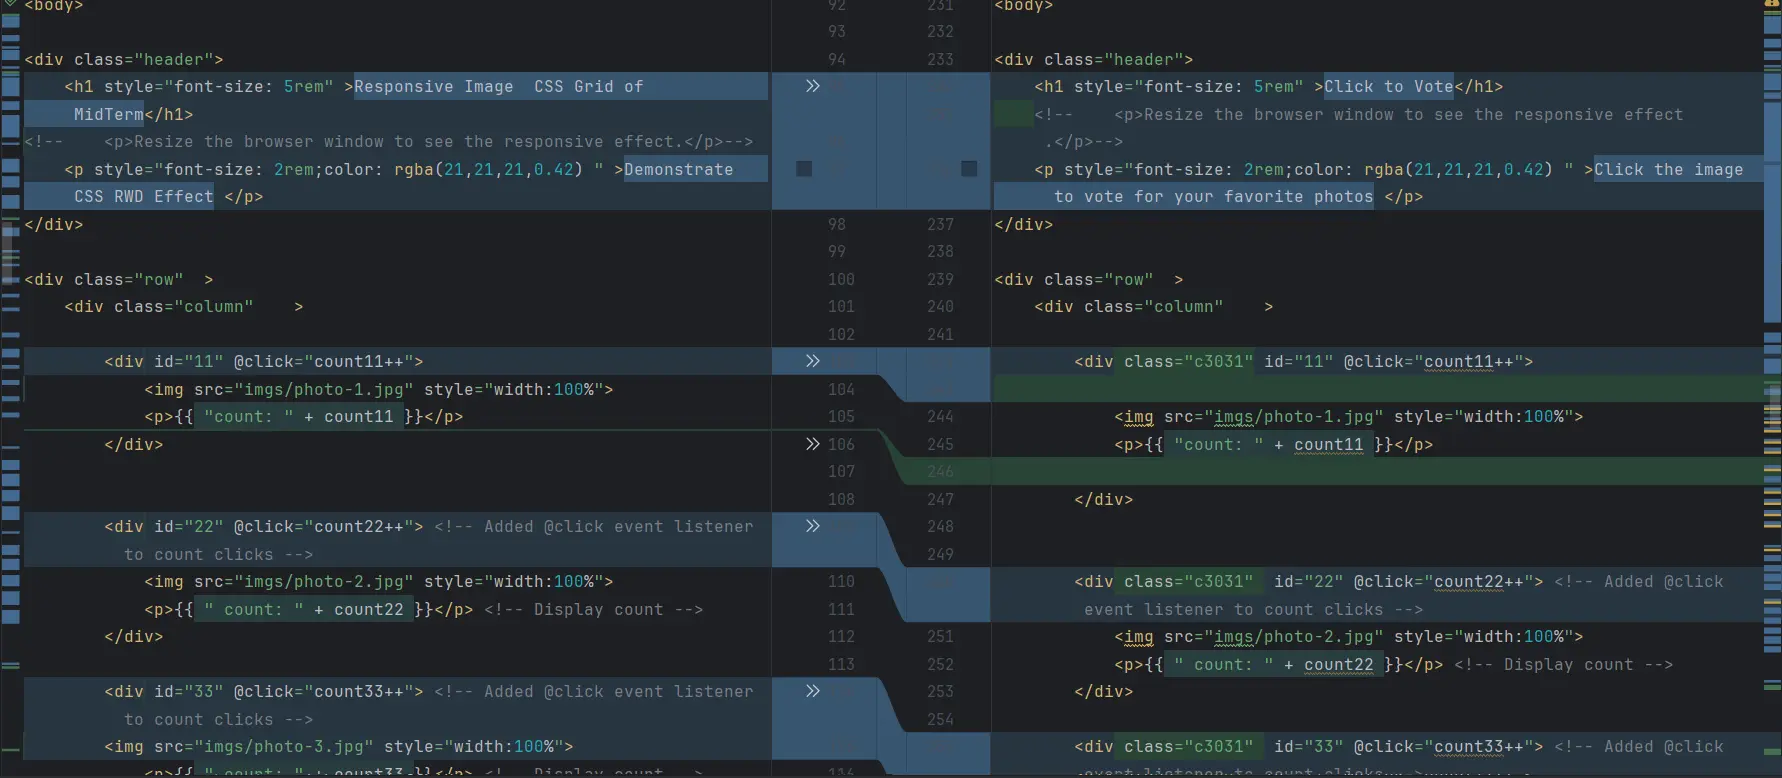 <body>
<div class="header">
<h1 style="font-size: 5rem" >Responsive Image  CSS Grid of
MidTerm</h1>
<!--    <p>Resize the browser window to see the responsive effect.</p>-->
<p style="font-size: 2rem;color: rgba(21,21,21,0.42) " >Demonstrate
CSS RWD Effect </p>
</div>
<div class="row"  >
<div class="column"    >
<div id="11" @click="count11++">
<img src="imgs/photo-1.jpg" style="width:100%">
<p>{{ "count: " + count11 }}</p>
</div>
<div id="22" @click="count22++"> <!-- Added @click event listener
to count clicks -->
<img src="imgs/photo-2.jpg" style="width:100%">
<p>{{ " count: " + count22 }}</p> <!-- Display count -->
</div>
<div id="33" @click="count33++"> <!-- Added @click event listener
to count clicks -->
<img src="imgs/photo-3.jpg" style="width:100%">
<p>{{ " count: " + count33 }}</p> <!-- Display count -->
92 231
93 232
94 233
98 237
99 238
100 239
101 240
102 241
104
105 244
106 245
107 246
108 247
248
249
110
111
112 251
113 252
253
254
114
<body>
<div class="header">
<h1 style="font-size: 5rem" >Click to Vote</h1>
<!--    <p>Resize the browser window to see the responsive effect
.</p>-->
<p style="font-size: 2rem;color: rgba(21,21,21,0.42) " >Click the image
to vote for your favorite photos </p>
</div>
<div class="row"  >
<div class="column"    >
<div class="c3031" id="11" @click="count11++">
<img src="imgs/photo-1.jpg" style="width:100%">
<p>{{ "count: " + count11 }}</p>
</div>
<div class="c3031"  id="22" @click="count22++"> <!-- Added @click
event listener to count clicks -->
<img src="imgs/photo-2.jpg" style="width:100%">
<p>{{ " count: " + count22 }}</p> <!-- Display count -->
</div>
<div class="c3031"  id="33" @click="count33++"> <!-- Added @click
event listener to count clicks -->